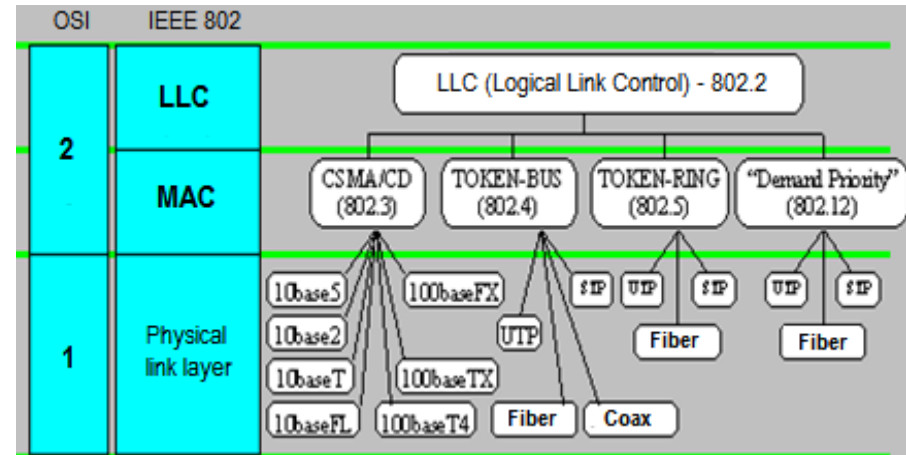 OSI IEEE 802
LLC
LLC (Logical Link Control) - 802.2
2
MAC
CSMA/CD
(802.3)
TOKEN-BUS
(802.4)
TOKEN-RING
(802.5)
“Demand Priority”
(802.12)
1
Physical
link layer
10base5
100baseFX
10base2
10baseT
100baseTX
10baseFL
100baseT4
UTP
STP
Fiber
Coax
UTP
STP
Fiber
UTP
STP
Fiber